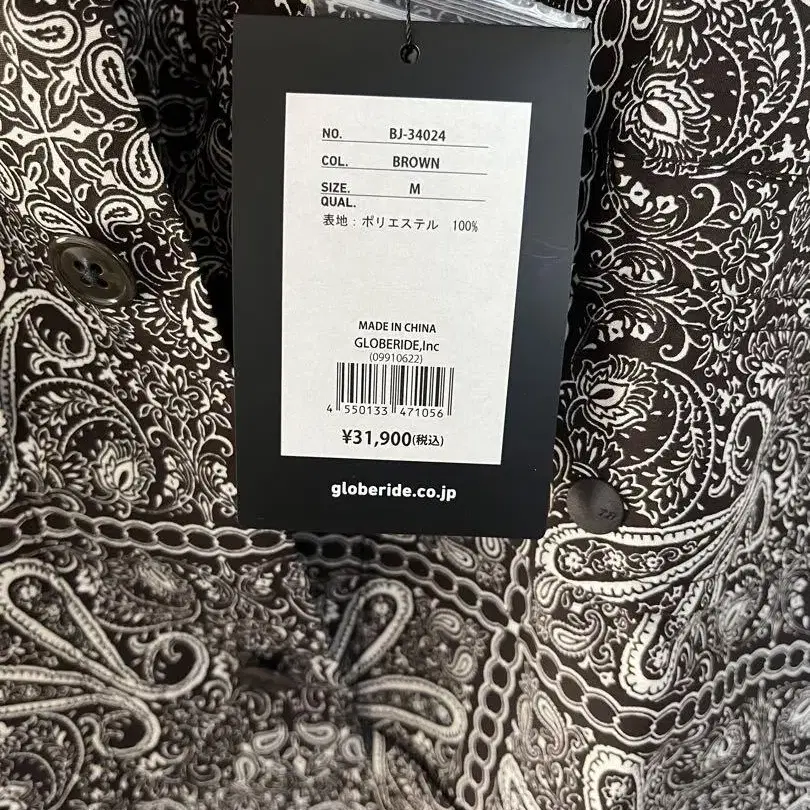 NO. BJ-34024
COL. BROWN
SIZE. M
QUAL.
表地：ポリエステル 100%
MADE IN CHINA
GLOBERIDE,Inc
(09910622)
4 550133 471056
¥31,900(税込)
globeride.co.jp